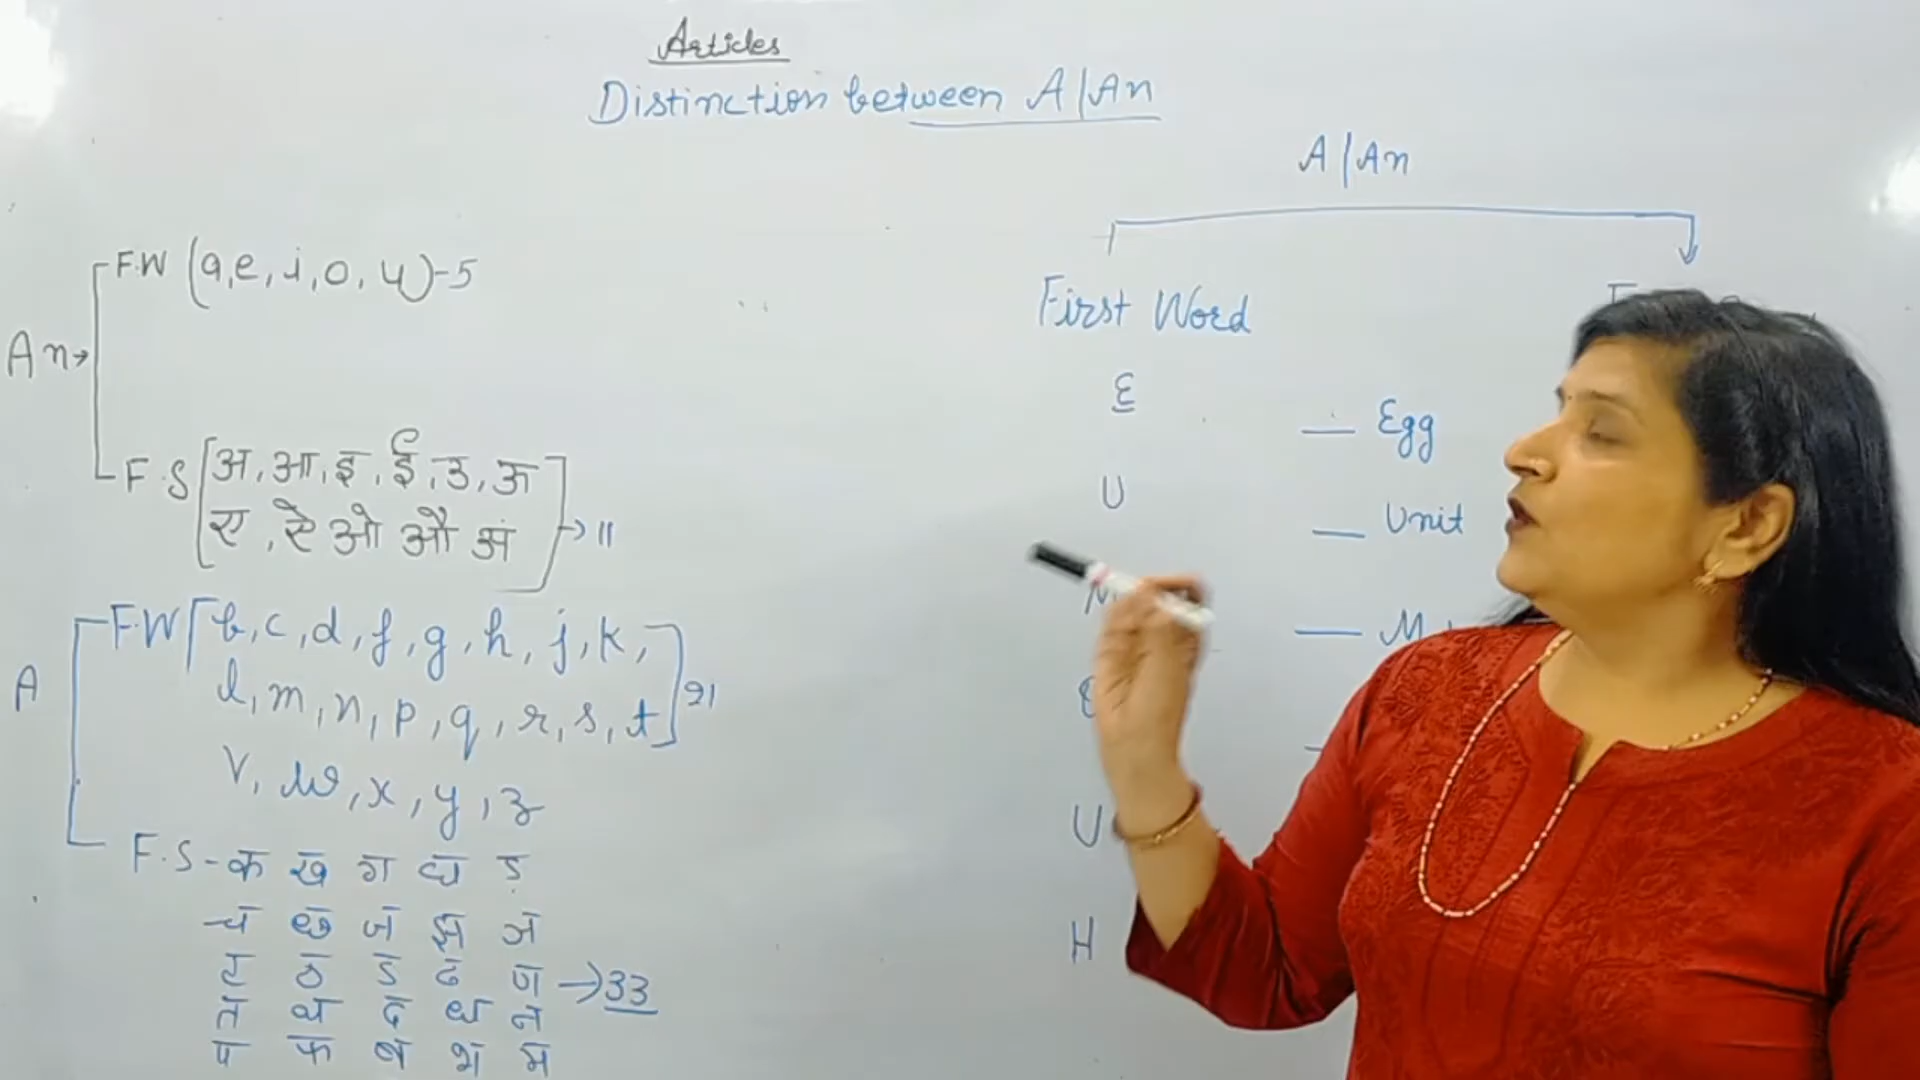 Articles
Distinction between A/An
A/An
F.W (a, e, i, o, u)-5
An→
F.S [अ, आ, इ, ई, उ, ऊ
ए, ऐ ओ औ अं] → 11
F.W [b, c, d, f, g, h, j, k,
l, m, n, p, q, r, s, t] 21
v, w, x, y, z
A
F.S - क ख ग घ ङ
च छ ज झ ञ
ट ठ ड ढ ण → 33
त थ द ध न
प फ ब भ म
First Word
E
— Egg
U
— Unit
M
— M
U
H